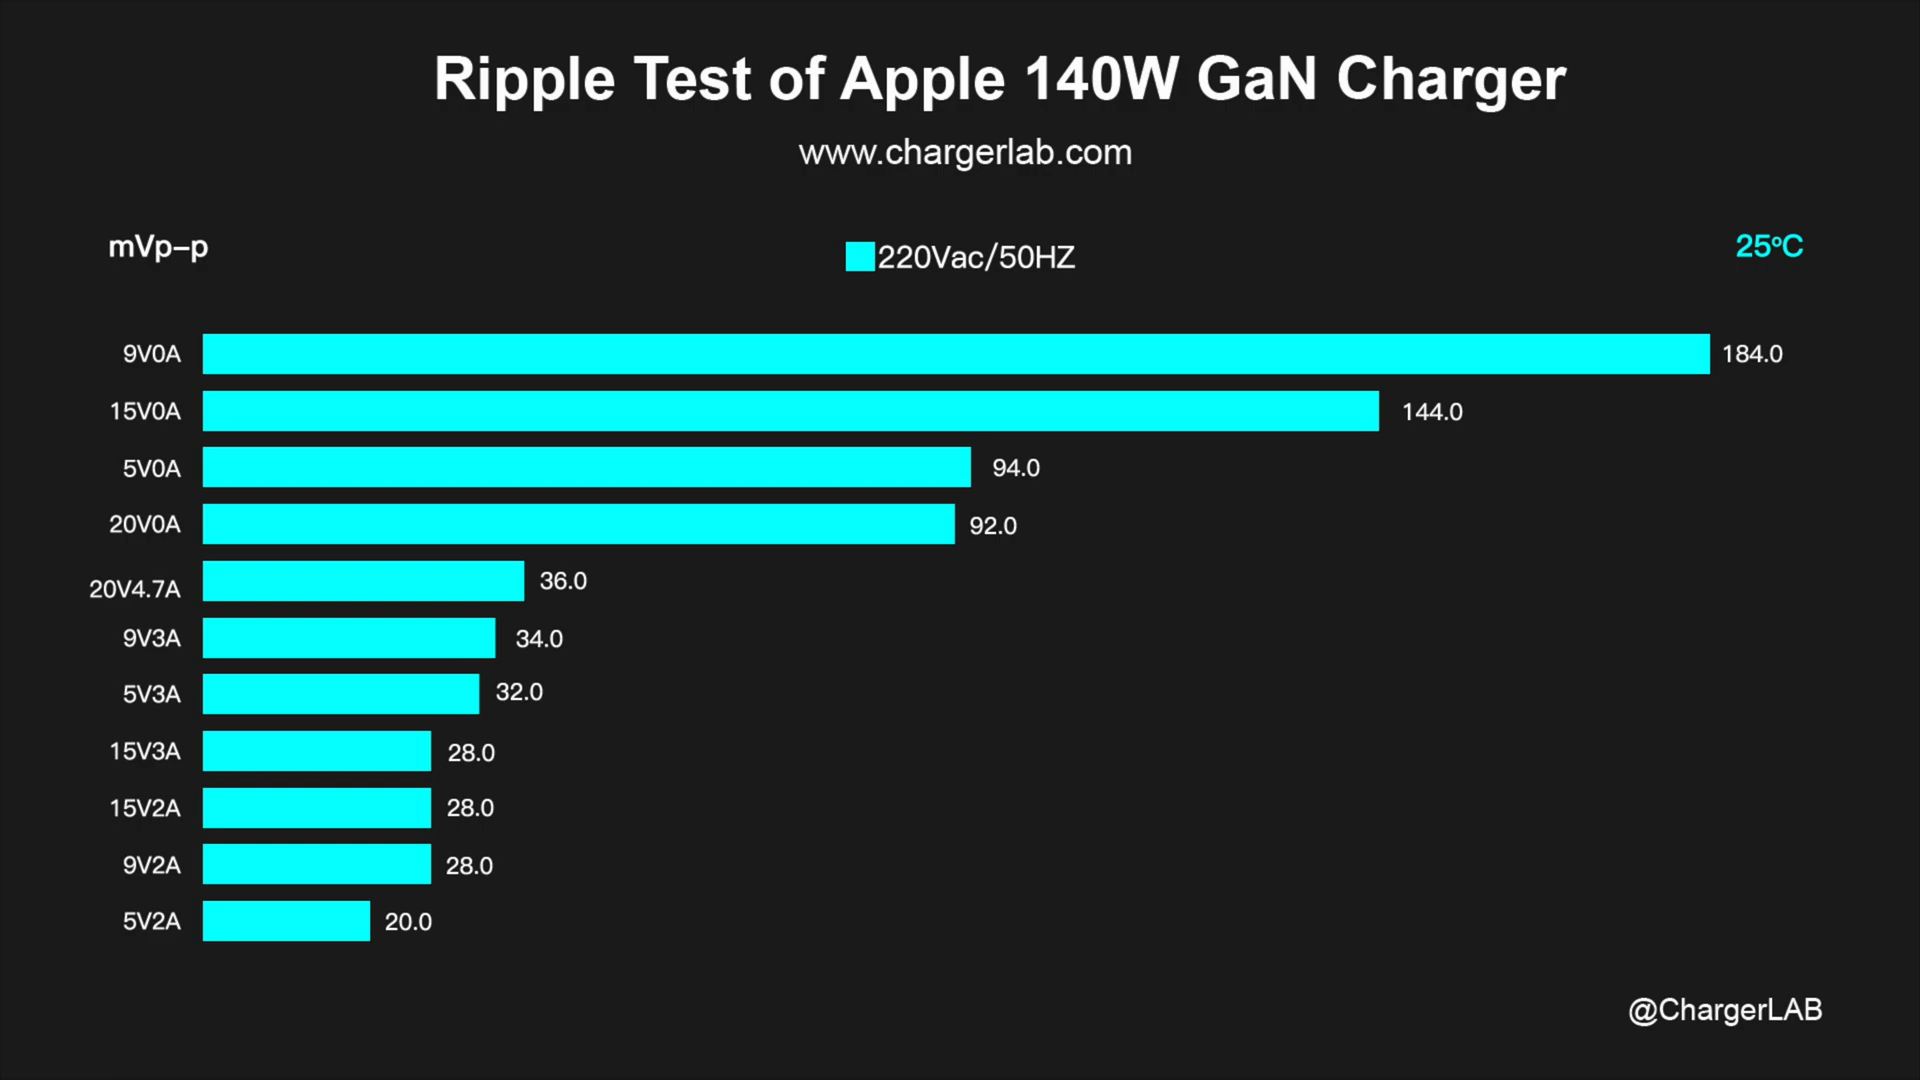 Ripple Test of Apple 140W GaN Charger
www.chargerlab.com
mVp-p
220Vac/50HZ
25°C
9V0A 184.0
15V0A 144.0
5V0A 94.0
20V0A 92.0
20V4.7A 36.0
9V3A 34.0
5V3A 32.0
15V3A 28.0
15V2A 28.0
9V2A 28.0
5V2A 20.0
@ChargerLAB